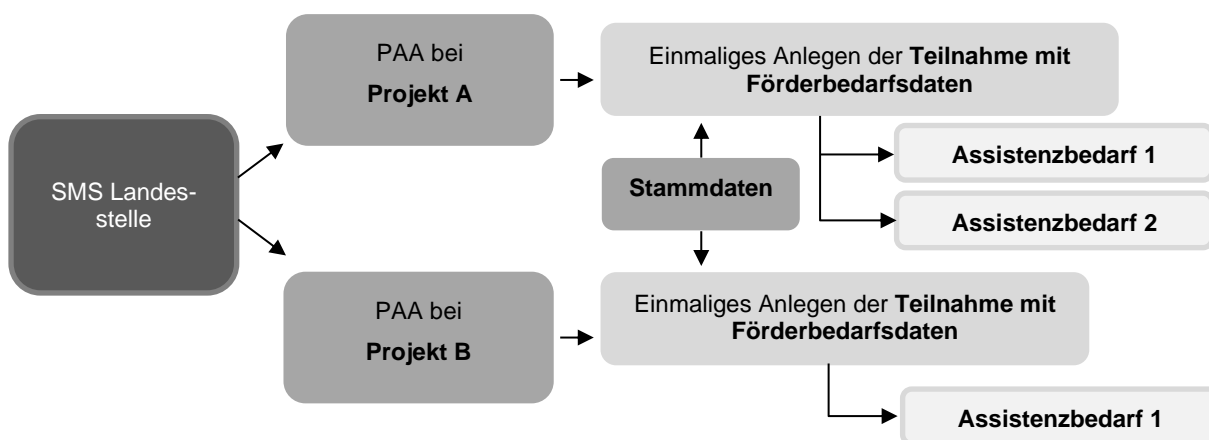 SMS Landes-
stelle
PAA bei
Projekt A
Einmaliges Anlegen der Teilnahme mit
Förderbedarfsdaten
Assistenzbedarf 1
Assistenzbedarf 2
Stammdaten
PAA bei
Projekt B
Einmaliges Anlegen der Teilnahme mit
Förderbedarfsdaten
Assistenzbedarf 1